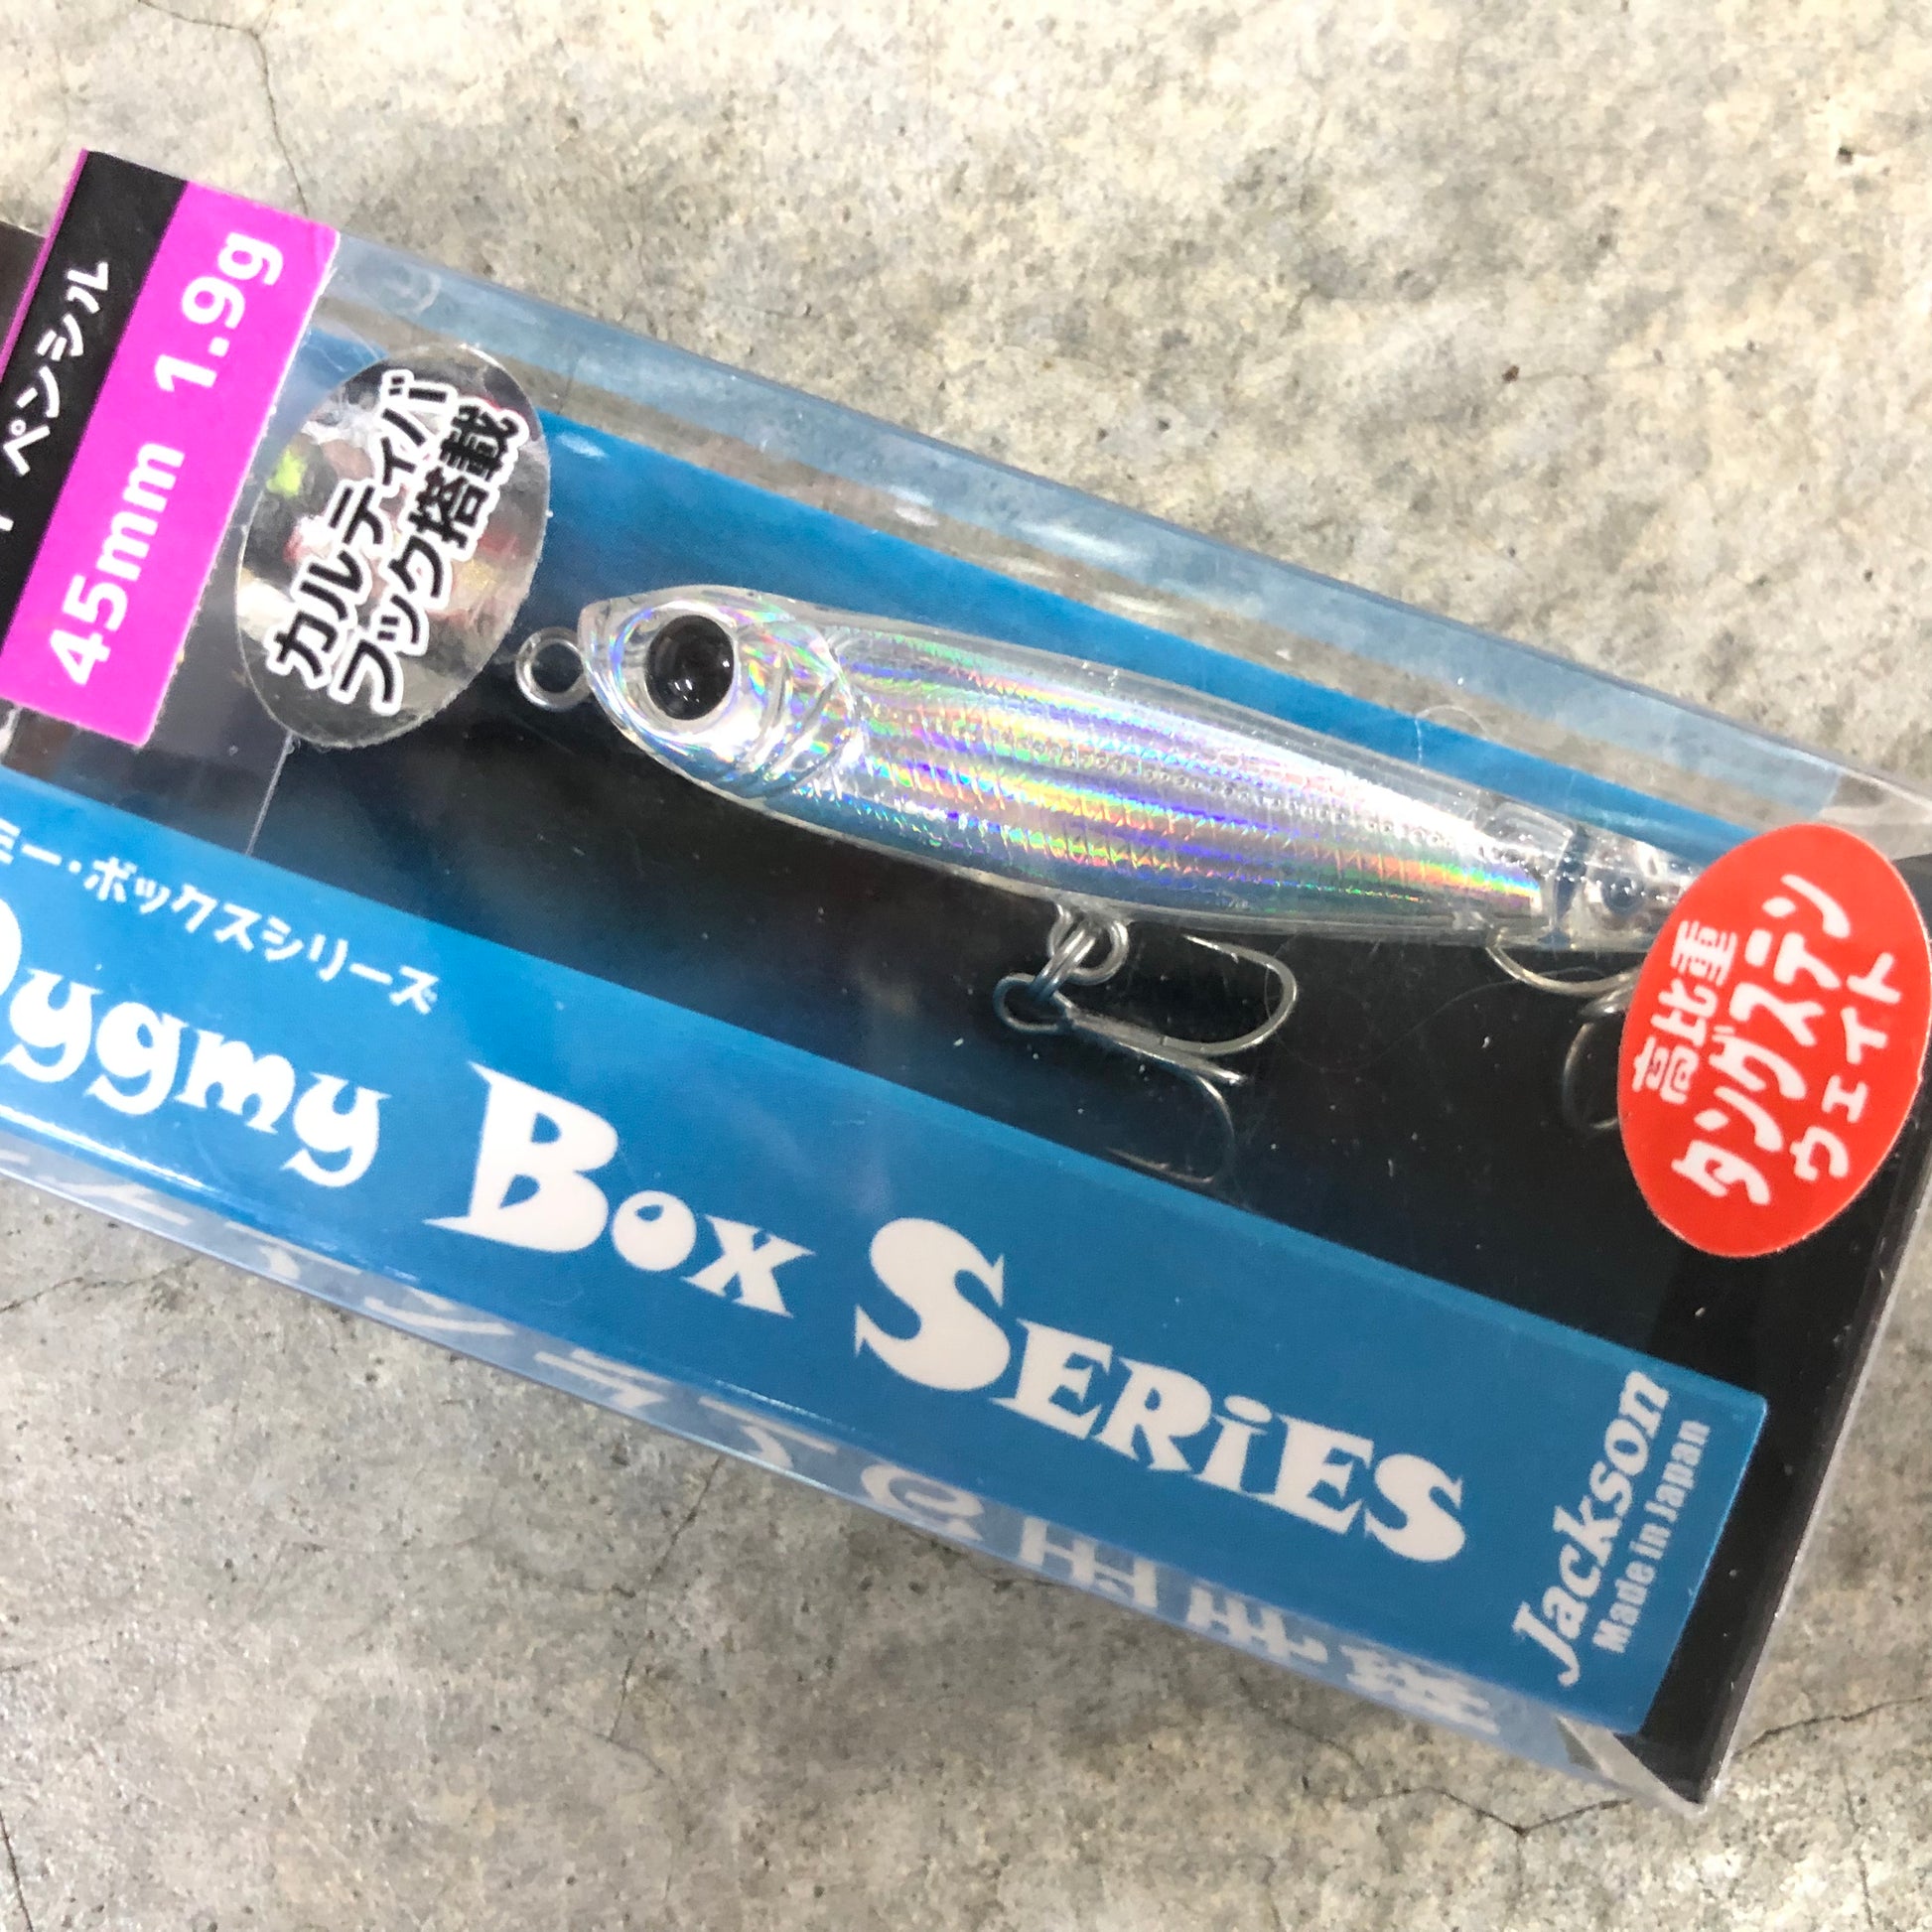 ペンシル
45mm 1.9g
カルティバ
フック搭載
高比重
タングステン
ウェイト
ミー・ボックスシリーズ
Pygmy Box SERiES
Jackson
Made in Japan